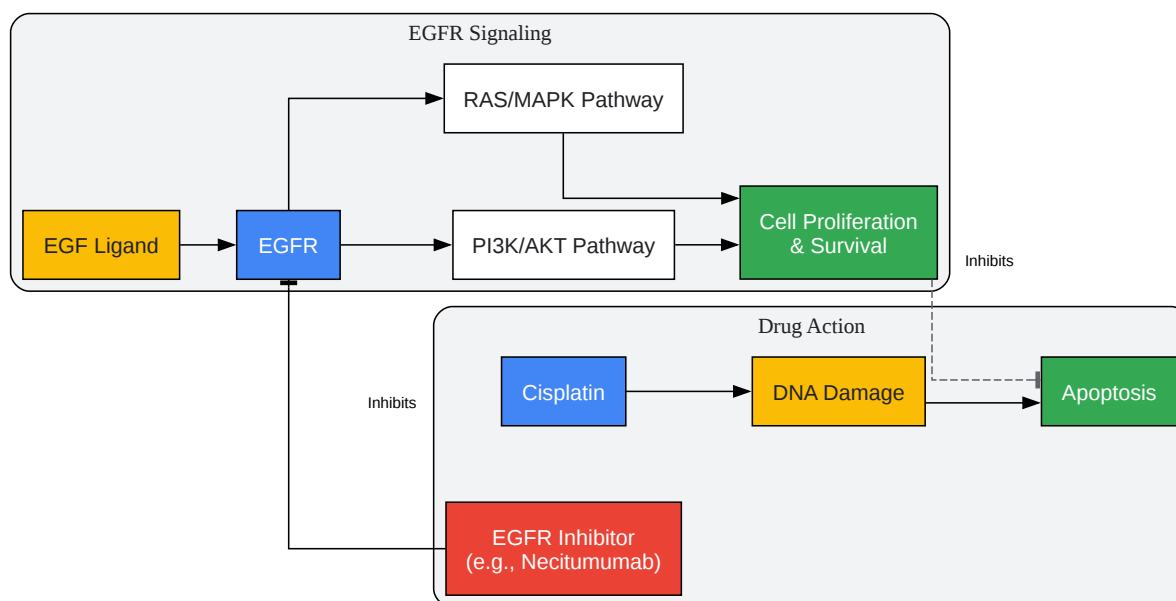 EGFR Signaling
RAS/MAPK Pathway
EGF Ligand
EGFR
PI3K/AKT Pathway
Cell Proliferation
& Survival
Inhibits
Drug Action
Cisplatin
DNA Damage
Apoptosis
Inhibits
EGFR Inhibitor
(e.g., Necitumumab)